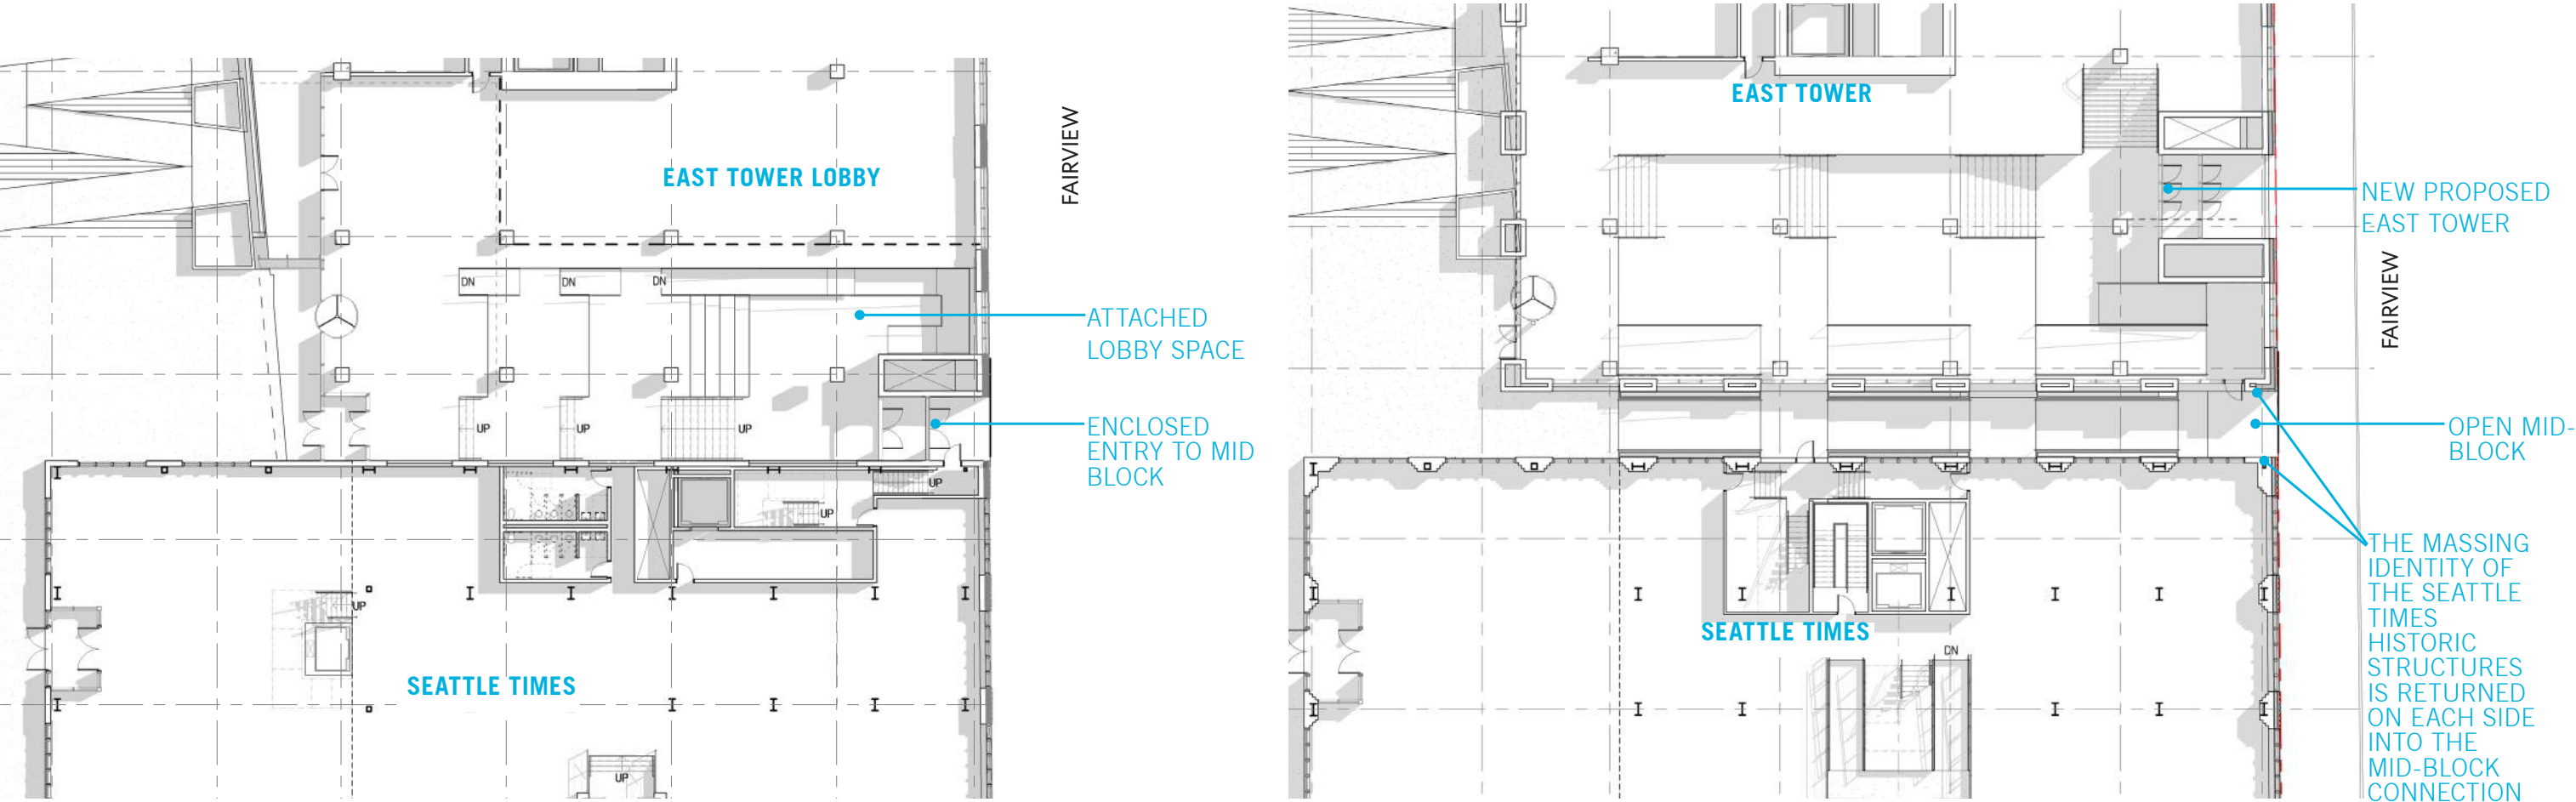 EAST TOWER LOBBY
FAIRVIEW
DN
DN
DN
ATTACHED
LOBBY SPACE
UP
UP
UP
ENCLOSED
ENTRY TO MID
BLOCK
UP
UP
UP
SEATTLE TIMES
UP
EAST TOWER
NEW PROPOSED
EAST TOWER
FAIRVIEW
OPEN MID-
BLOCK
THE MASSING
IDENTITY OF
THE SEATTLE
TIMES
HISTORIC
STRUCTURES
IS RETURNED
ON EACH SIDE
INTO THE
MID-BLOCK
CONNECTION
SEATTLE TIMES
DN